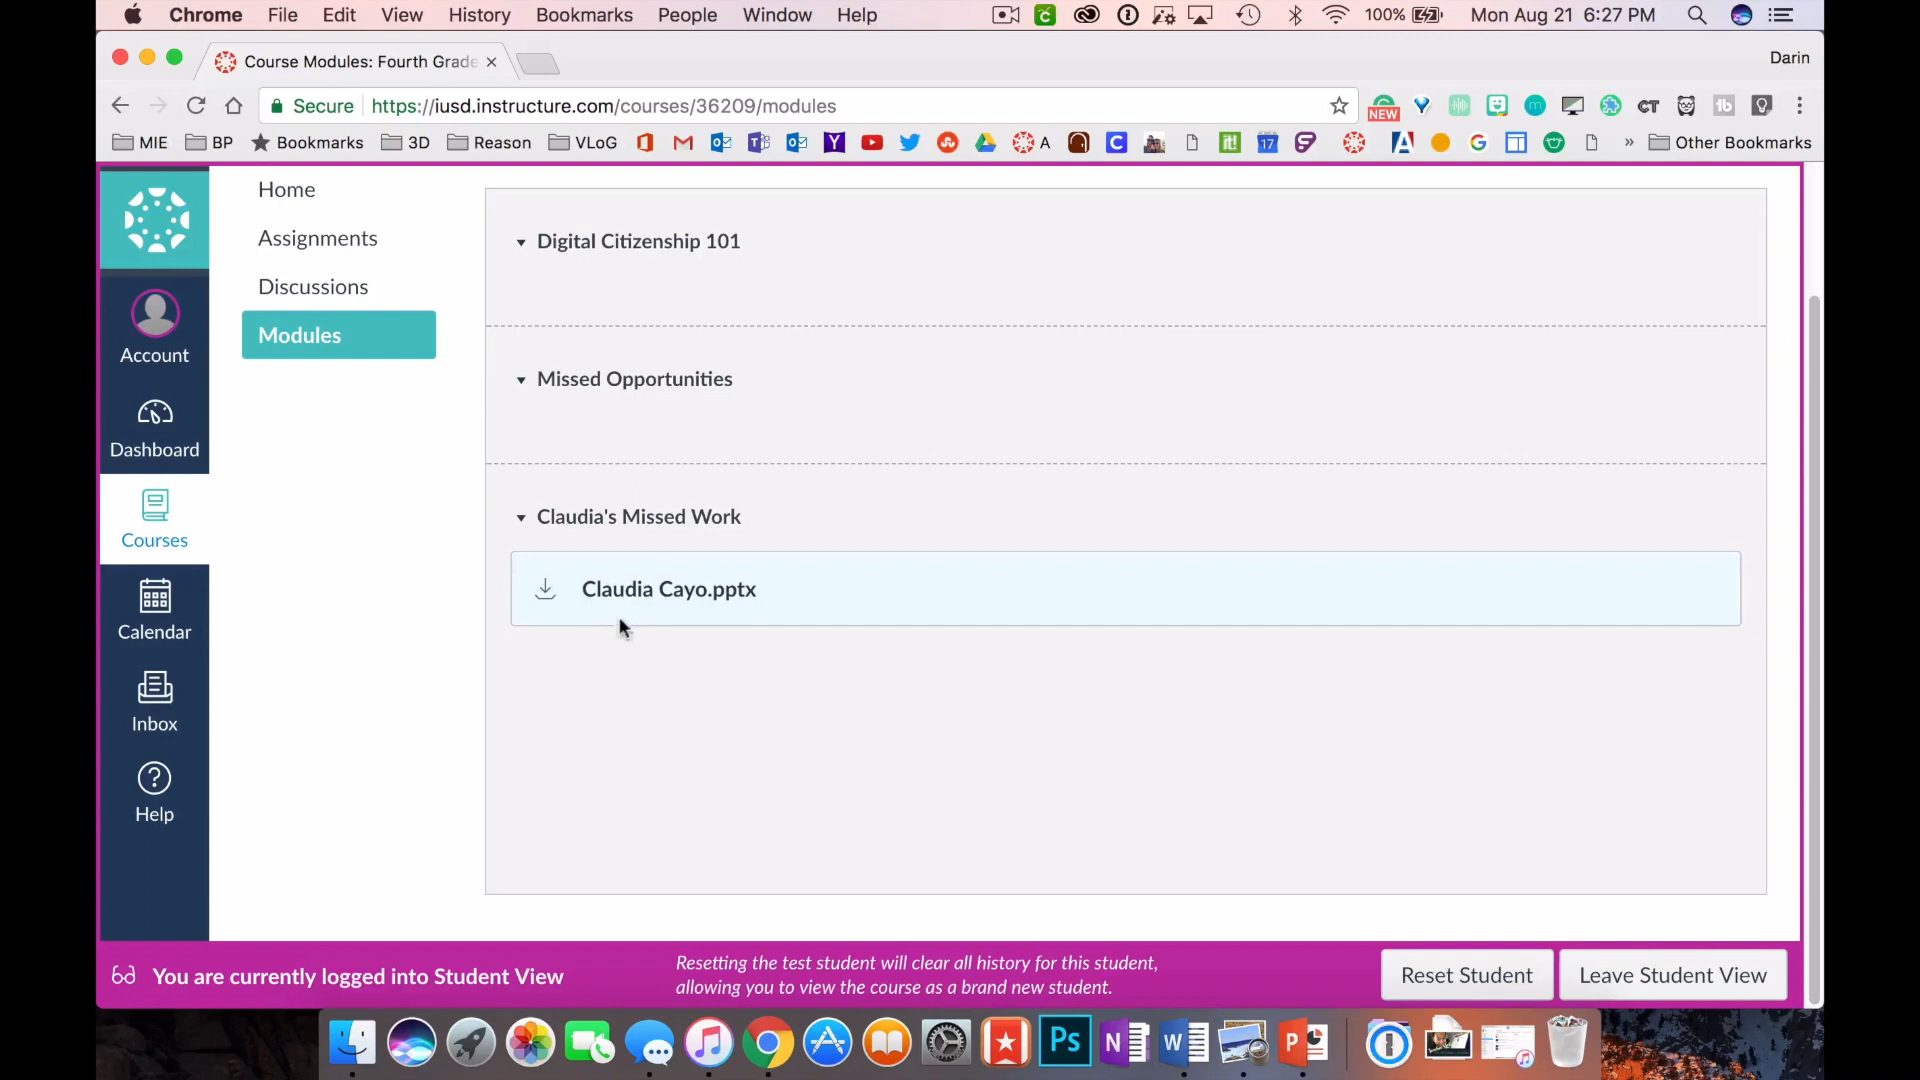 Chrome File Edit View History Bookmarks People Window Help 100% Mon Aug 21 6:27 PM
Course Modules: Fourth Grade
Darin
Secure https://iusd.instructure.com/courses/36209/modules
NEW
CT
MIE BP Bookmarks 3D Reason VLoG A 17 Other Bookmarks
Home
Assignments
Discussions
Modules
Account
Dashboard
Courses
Calendar
Inbox
Help
Digital Citizenship 101
Missed Opportunities
Claudia's Missed Work
Claudia Cayo.pptx
You are currently logged into Student View
Resetting the test student will clear all history for this student,
allowing you to view the course as a brand new student.
Reset Student
Leave Student View
Ps N W P